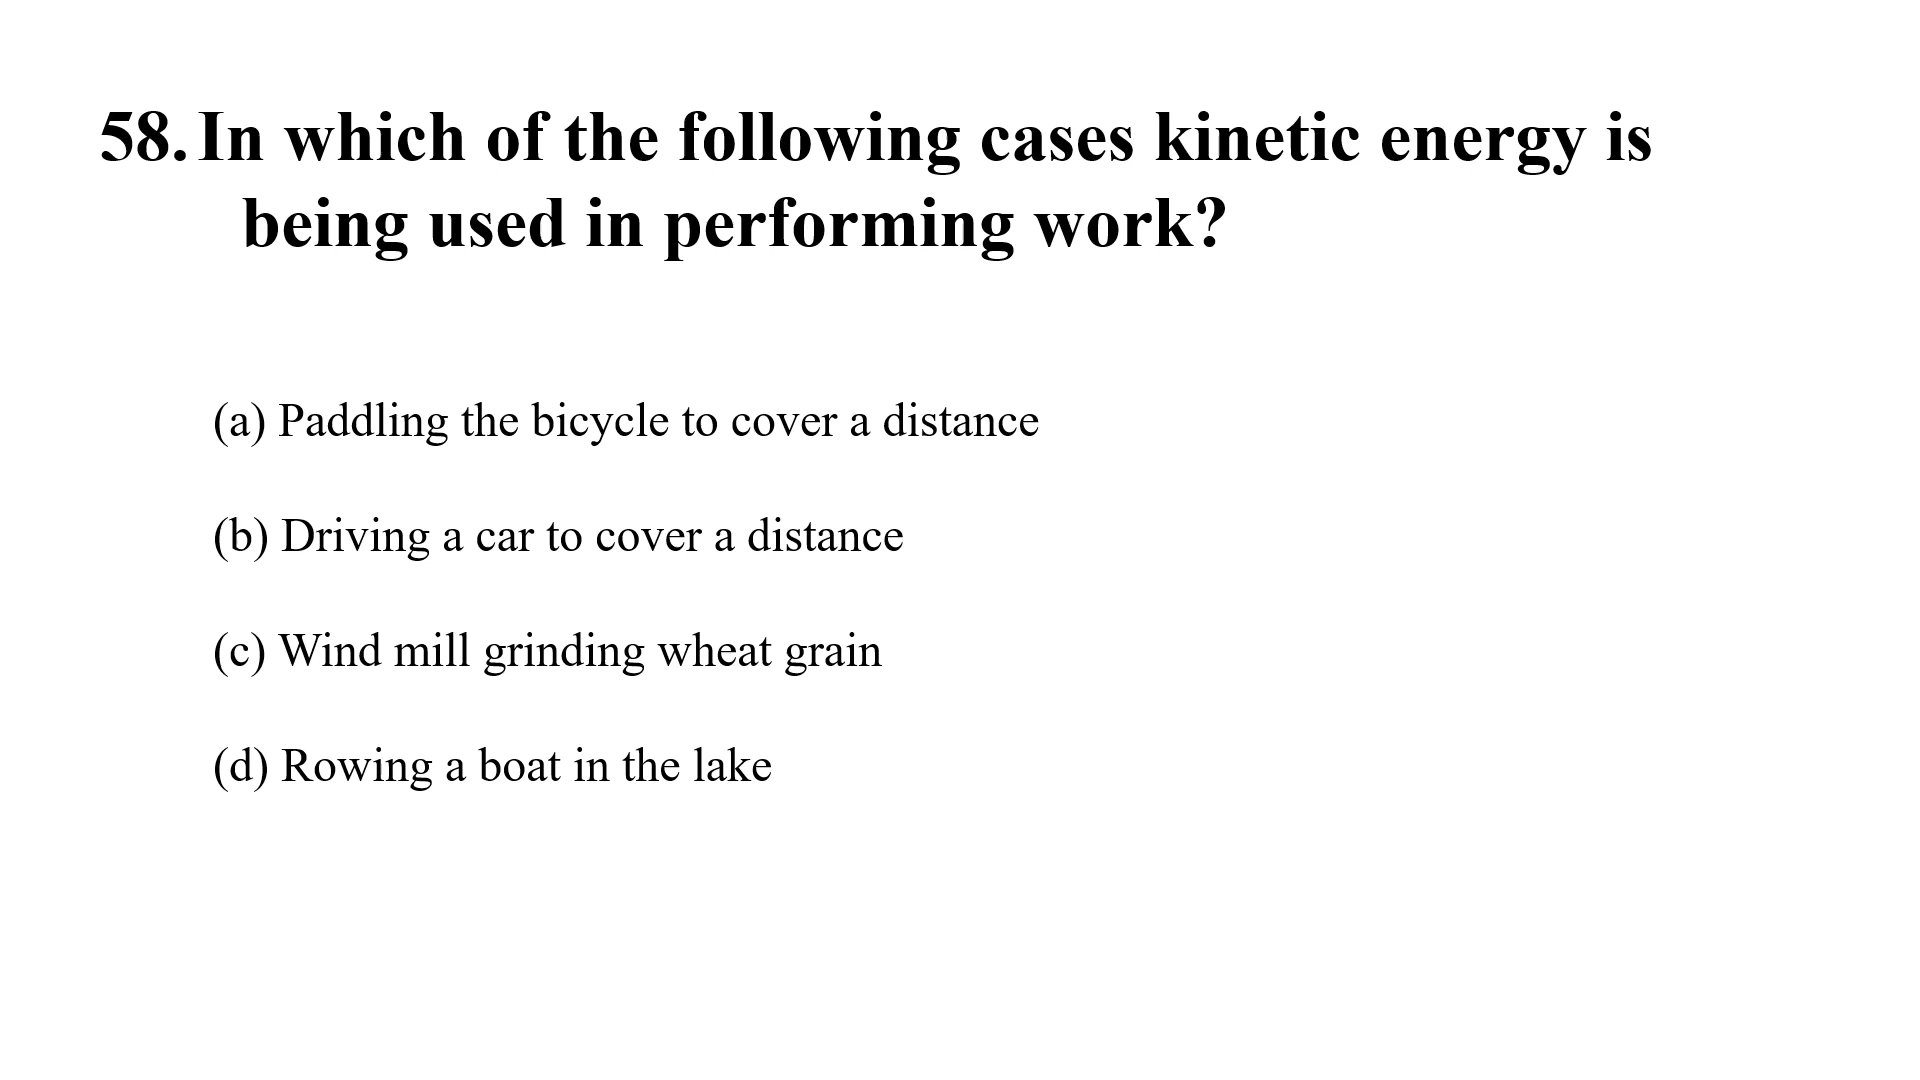 58. In which of the following cases kinetic energy is
being used in performing work?
(a) Paddling the bicycle to cover a distance
(b) Driving a car to cover a distance
(c) Wind mill grinding wheat grain
(d) Rowing a boat in the lake